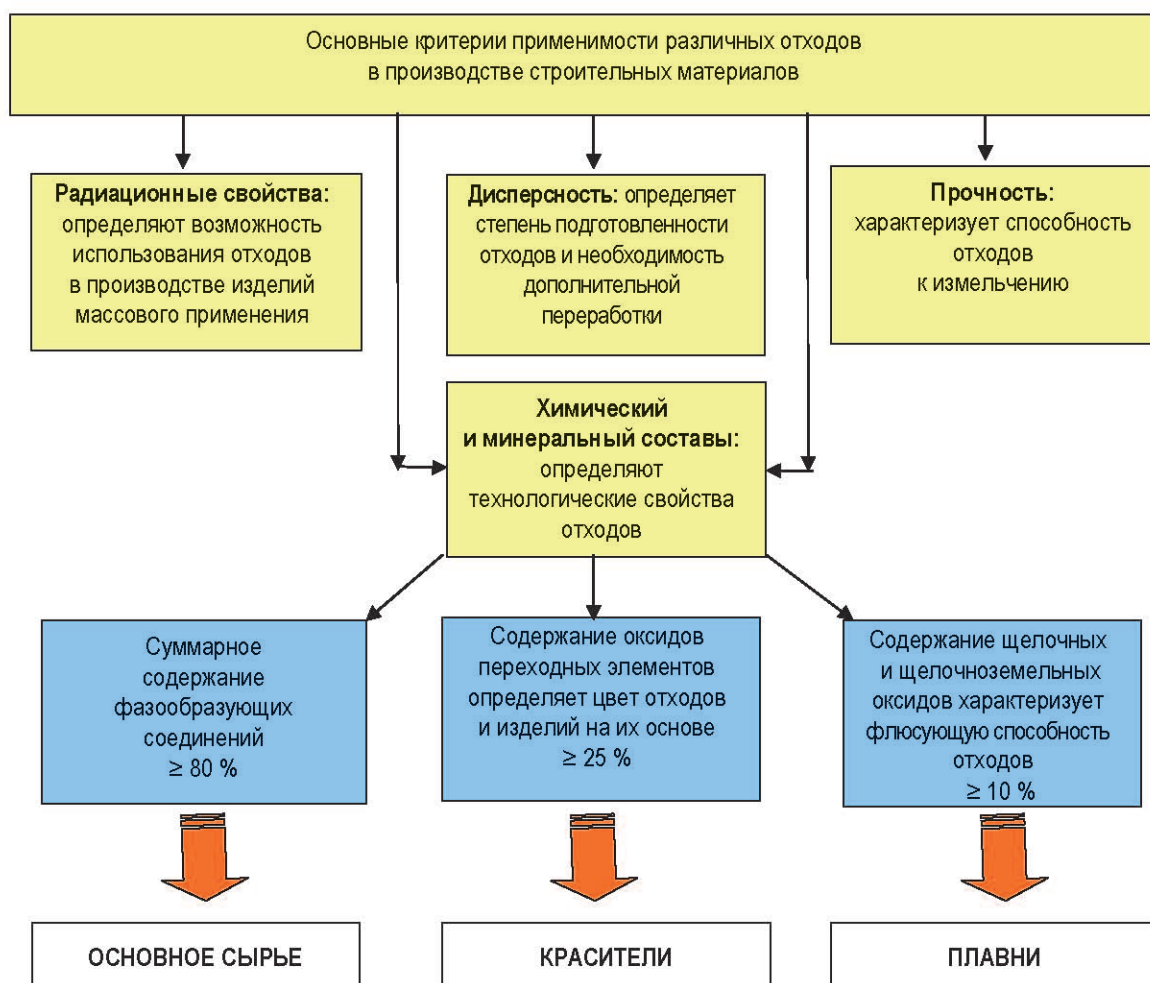 Основные критерии применимости различных отходов
в производстве строительных материалов
Радиационные свойства:
определяют возможность
использования отходов
в производстве изделий
массового применения
Дисперсность: определяет
степень подготовленности
отходов и необходимость
дополнительной
переработки
Прочность:
характеризует способность
отходов
к измельчению
Химический
и минеральный составы:
определяют
технологические свойства
отходов
Суммарное
содержание
фазообразующих
соединений
≥ 80 %
Содержание оксидов
переходных элементов
определяет цвет отходов
и изделий на их основе
≥ 25 %
Содержание щелочных
и щелочноземельных
оксидов характеризует
флюсующую способность
отходов
≥ 10 %
ОСНОВНОЕ СЫРЬЕ
КРАСИТЕЛИ
ПЛАВНИ